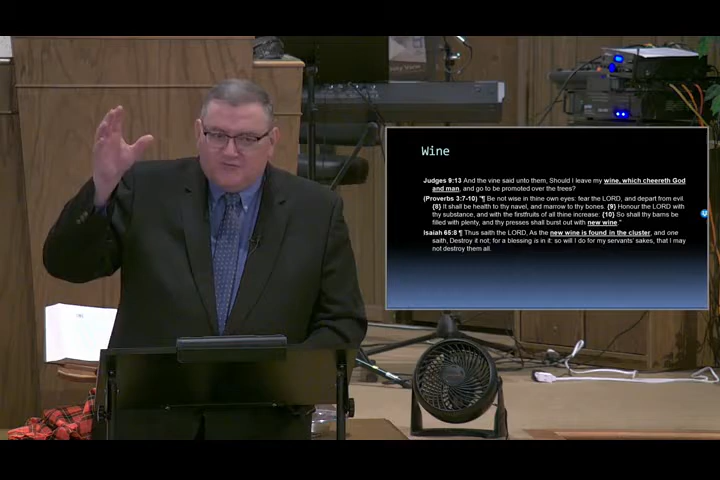 Wine
Judges 9:13 And the vine said unto them, Should I leave my wine, which cheereth God
and man, and go to be promoted over the trees?
(Proverbs 3:7-10) "¶ Be not wise in thine own eyes: fear the LORD, and depart from evil.
{8} It shall be health to thy navel, and marrow to thy bones. {9} Honour the LORD with
thy substance, and with the firstfruits of all thine increase: {10} So shall thy barns be
filled with plenty, and thy presses shall burst out with new wine."
Isaiah 65:8 ¶ Thus saith the LORD, As the new wine is found in the cluster, and one
saith, Destroy it not; for a blessing is in it: so will I do for my servants' sakes, that I may
not destroy them all.